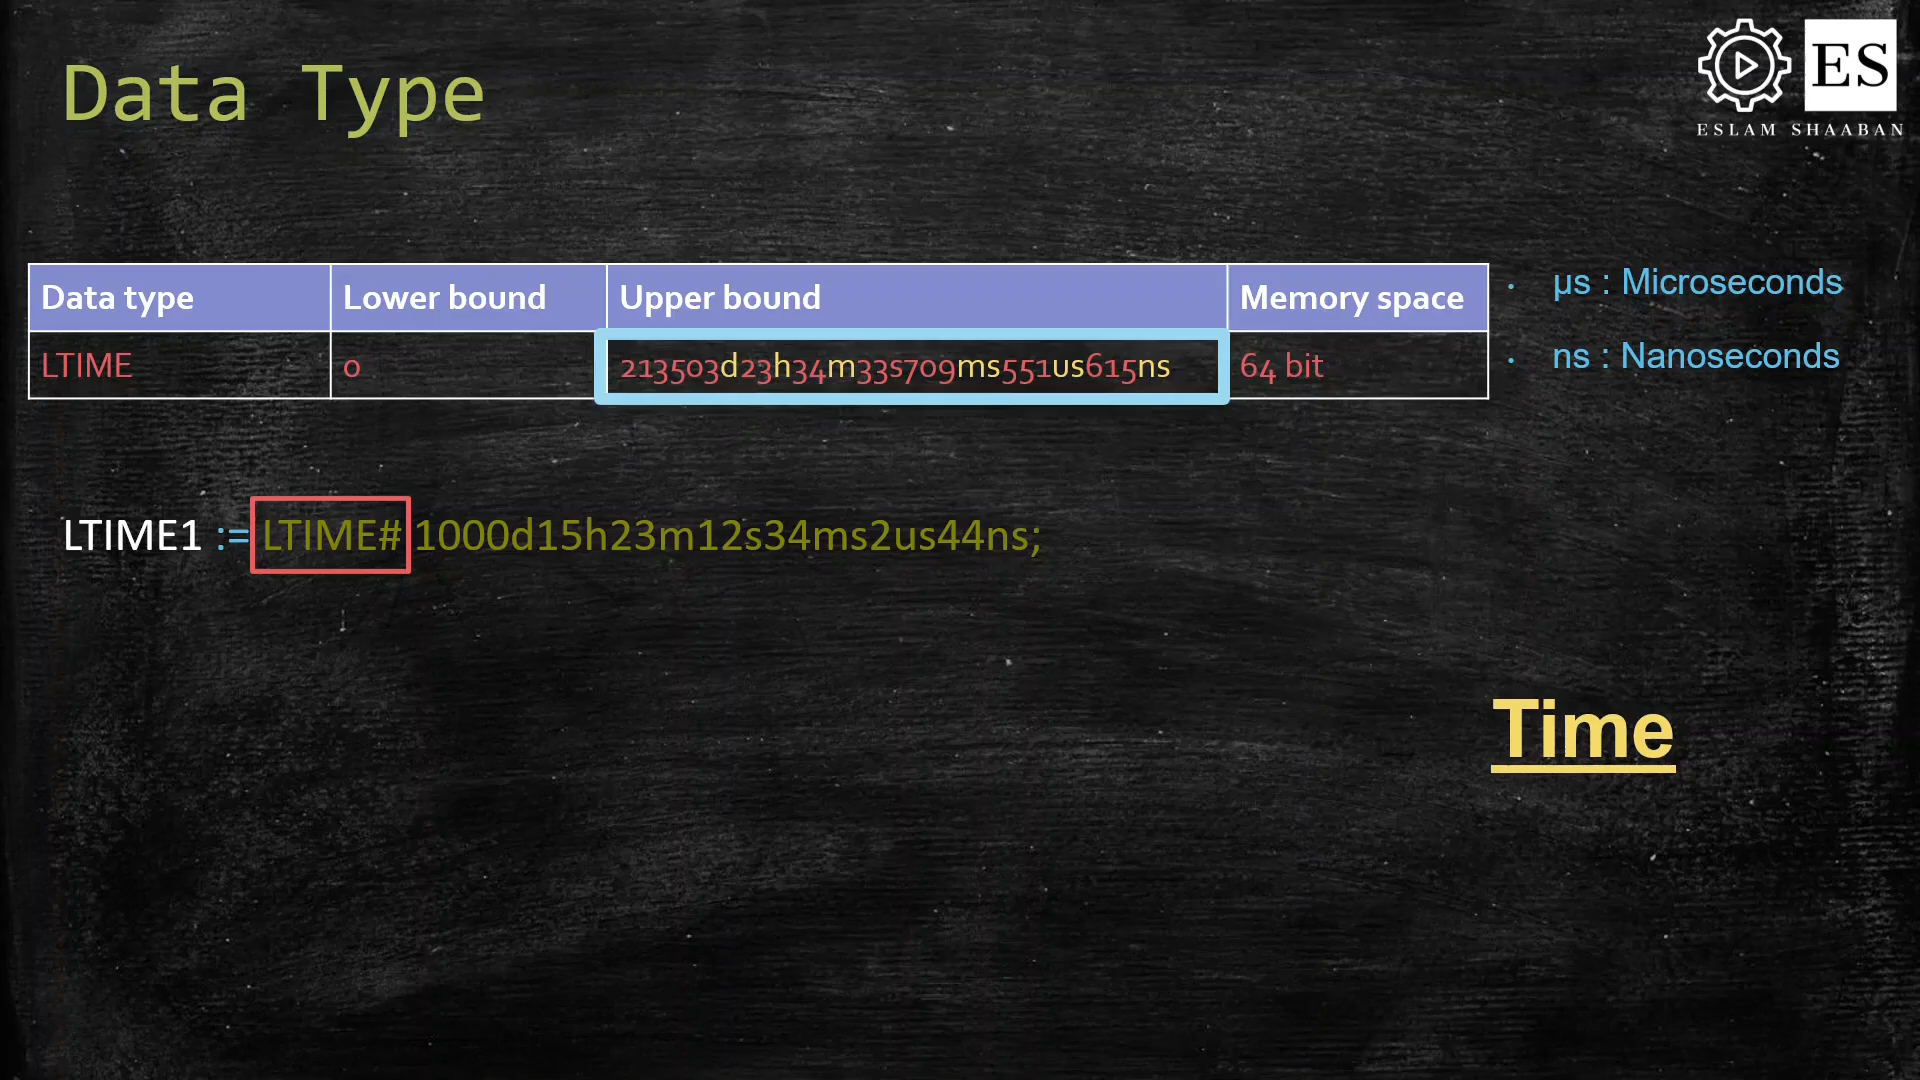 Data Type
ES
ESLAM SHAABAN
Data type Lower bound Upper bound Memory space
LTIME 0 213503d23h34m33s709ms551us615ns 64 bit
• µs : Microseconds
• ns : Nanoseconds
LTIME1 := LTIME# 1000d15h23m12s34ms2us44ns;
Time